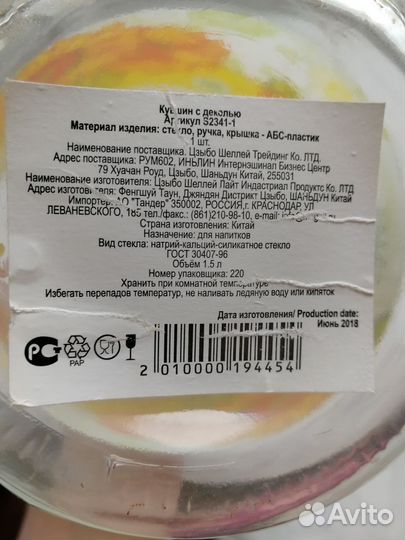 Кувшин с деколью
Артикул S2341-1
Материал изделия: стекло, ручка, крышка - АБС-пластик
1 шт.
Наименование поставщика. Цзыбо Шеллей Трейдинг Ко. ЛТД.
Адрес поставщика: РУМ602, ИНЬЛИН Интернэшинал Бизнес Центр
79 Хуачан Роуд, Цзыбо, Шаньдун Китай, 255031
Наименование изготовителя: Цзыбо Шеллей Лайт Индастриал Продуктс Ко. ЛТД
Адрес изготовителя: Фенгшуй Таун, Джяндян Дистрикт Цзыбо, ШАНЬДУН Китай
Импортер: АО "Тандер" 350002, РОССИЯ, г. КРАСНОДАР, УЛ
ЛЕВАНЕВСКОГО, 185 тел./факс.: (861)210-98-10, e-mail:
Страна изготовителя: Китай
Назначение: для напитков
Вид стекла: натрий-кальций-силикатное стекло
ГОСТ 30407-96
Объём 1.5 л
Номер упаковщика: 220
Хранить при комнатной температуре
Избегать перепадов температур, не наливать ледяную воду или кипяток
Дата изготовления/ Production date:
Июнь 2018
PAP
2 010000 194454
Avito